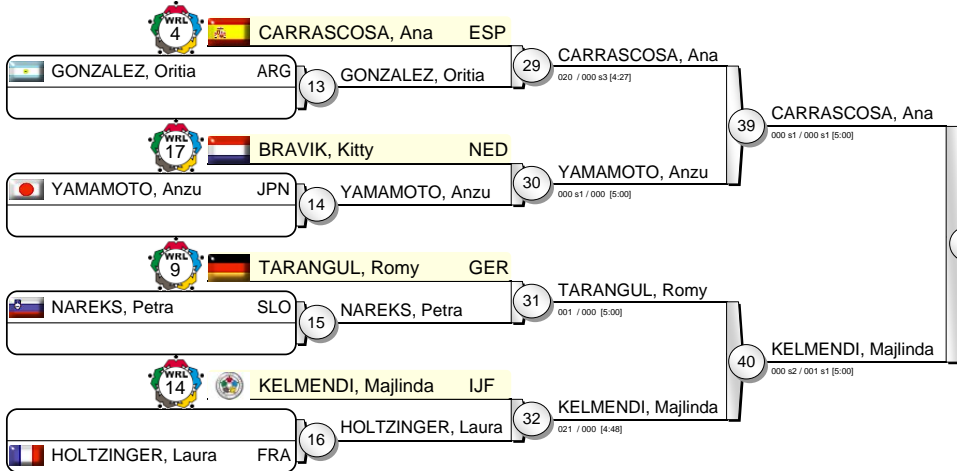 WRL
4
CARRASCOSA, Ana ESP
GONZALEZ, Oritia ARG
13
GONZALEZ, Oritia
29
CARRASCOSA, Ana
020 / 000 s3 [4:27]
WRL
17
BRAVIK, Kitty NED
YAMAMOTO, Anzu JPN
14
YAMAMOTO, Anzu
30
YAMAMOTO, Anzu
000 s1 / 000 [5:00]
39
CARRASCOSA, Ana
000 s1 / 000 s1 [5:00]
WRL
9
TARANGUL, Romy GER
NAREKS, Petra SLO
15
NAREKS, Petra
31
TARANGUL, Romy
001 / 000 [5:00]
WRL
14
KELMENDI, Majlinda IJF
HOLTZINGER, Laura FRA
16
HOLTZINGER, Laura
32
KELMENDI, Majlinda
021 / 000 [4:48]
40
KELMENDI, Majlinda
000 s2 / 001 s1 [5:00]